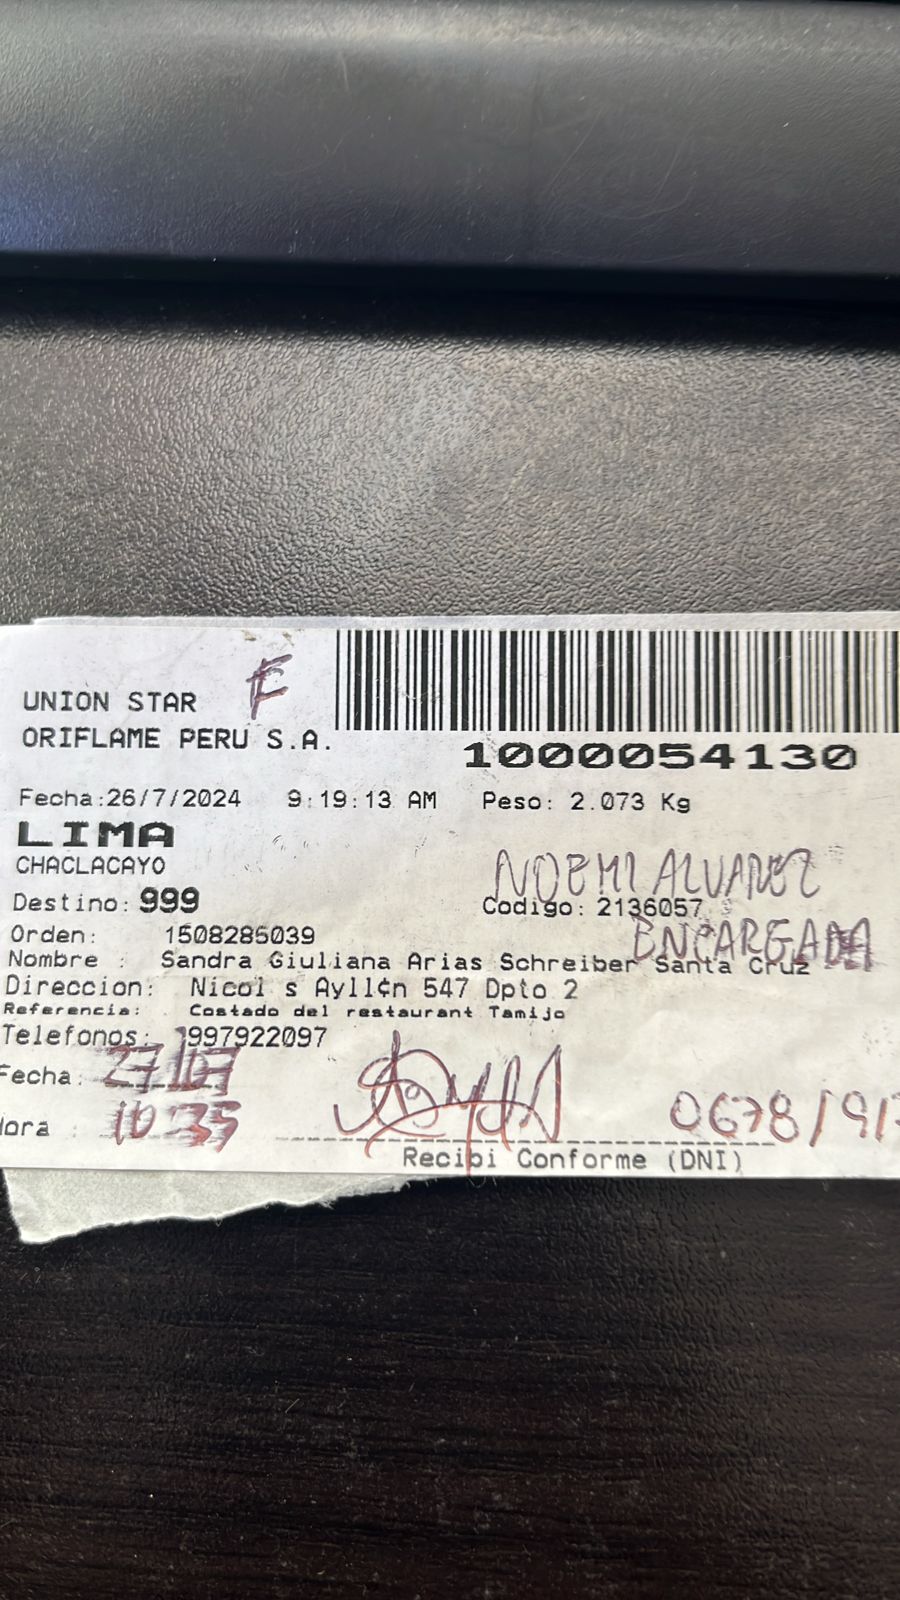 UNION STAR F
ORIFLAME PERU S.A.
1000054130
Fecha:26/7/2024 9:19:13 AM Peso: 2.073 Kg
LIMA
CHACLACAYO
NOEMI ALVAREZ
Destino: 999 Codigo: 2136057
ENCARGADA
Orden: 1508285039
Nombre : Sandra Giuliana Arias Schreiber Santa Cruz
Direccion: Nicol s Ayll¢n 547 Dpto 2
Referencia: Costado del restaurant Tamijo
Telefonos: 997922097
Fecha: 27/07
Hora : 10:35
0678/91
Recibi Conforme (DNI)